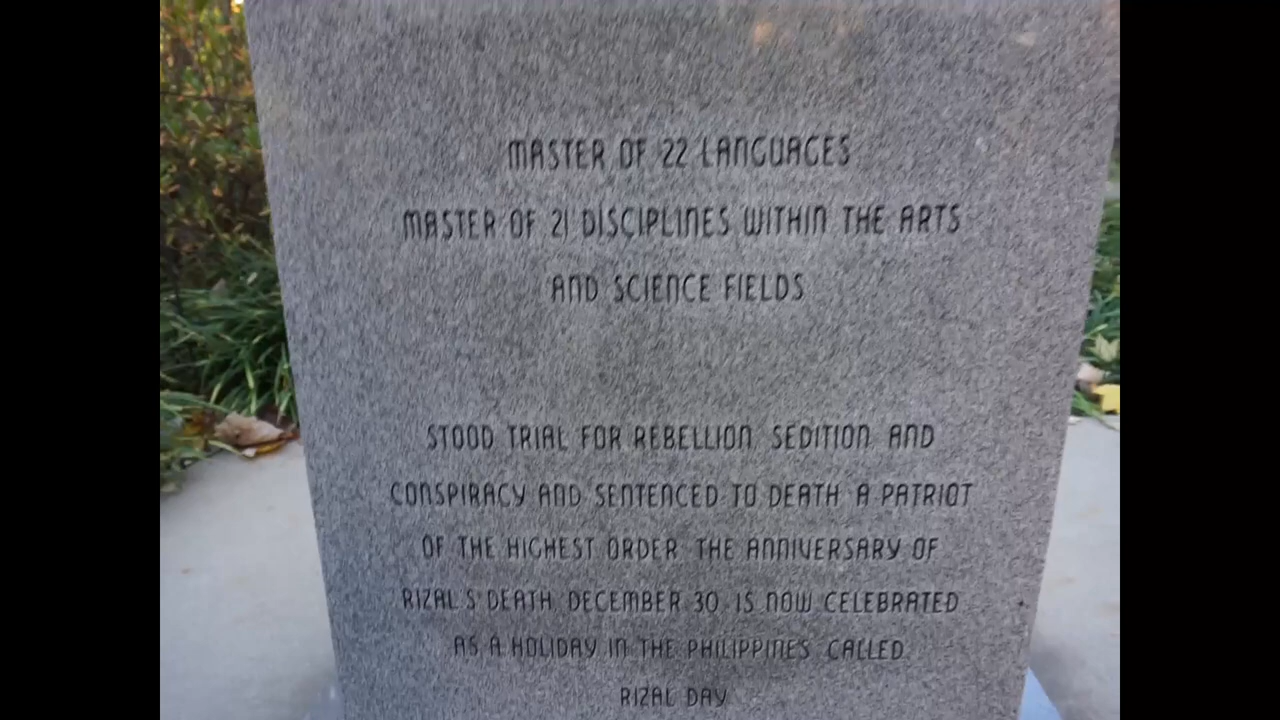 MASTER OF 22 LANGUAGES
MASTER OF 21 DISCIPLINES WITHIN THE ARTS
AND SCIENCE FIELDS
STOOD TRIAL FOR REBELLION, SEDITION, AND
CONSPIRACY AND SENTENCED TO DEATH. A PATRIOT
OF THE HIGHEST ORDER. THE ANNIVERSARY OF
RIZAL'S DEATH, DECEMBER 30, IS NOW CELEBRATED
AS A HOLIDAY IN THE PHILIPPINES, CALLED
RIZAL DAY